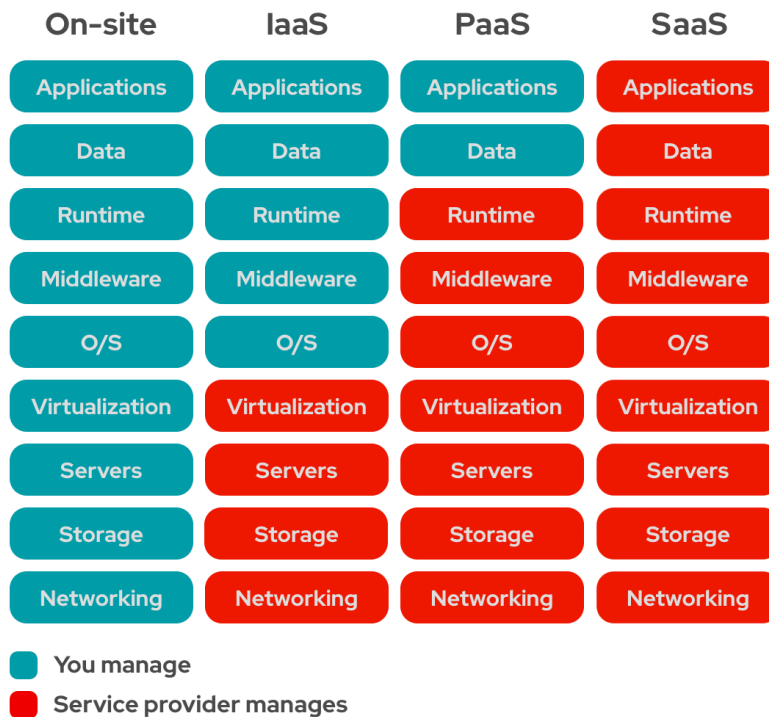 On-site IaaS PaaS SaaS
Applications Applications Applications Applications
Data Data Data Data
Runtime Runtime Runtime Runtime
Middleware Middleware Middleware Middleware
O/S O/S O/S O/S
Virtualization Virtualization Virtualization Virtualization
Servers Servers Servers Servers
Storage Storage Storage Storage
Networking Networking Networking Networking
You manage
Service provider manages